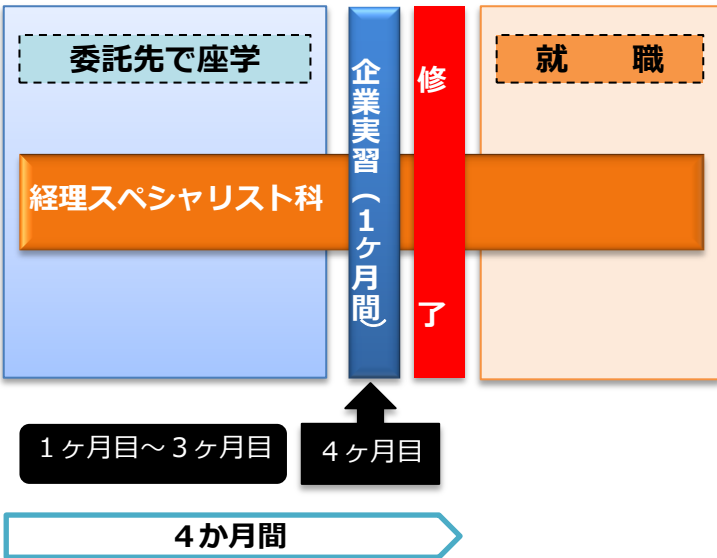 委託先で座学
企業実習（1ケ月間）
修了
就　職
経理スペシャリスト科
１ヶ月目～３ヶ月目
４ヶ月目
４か月間